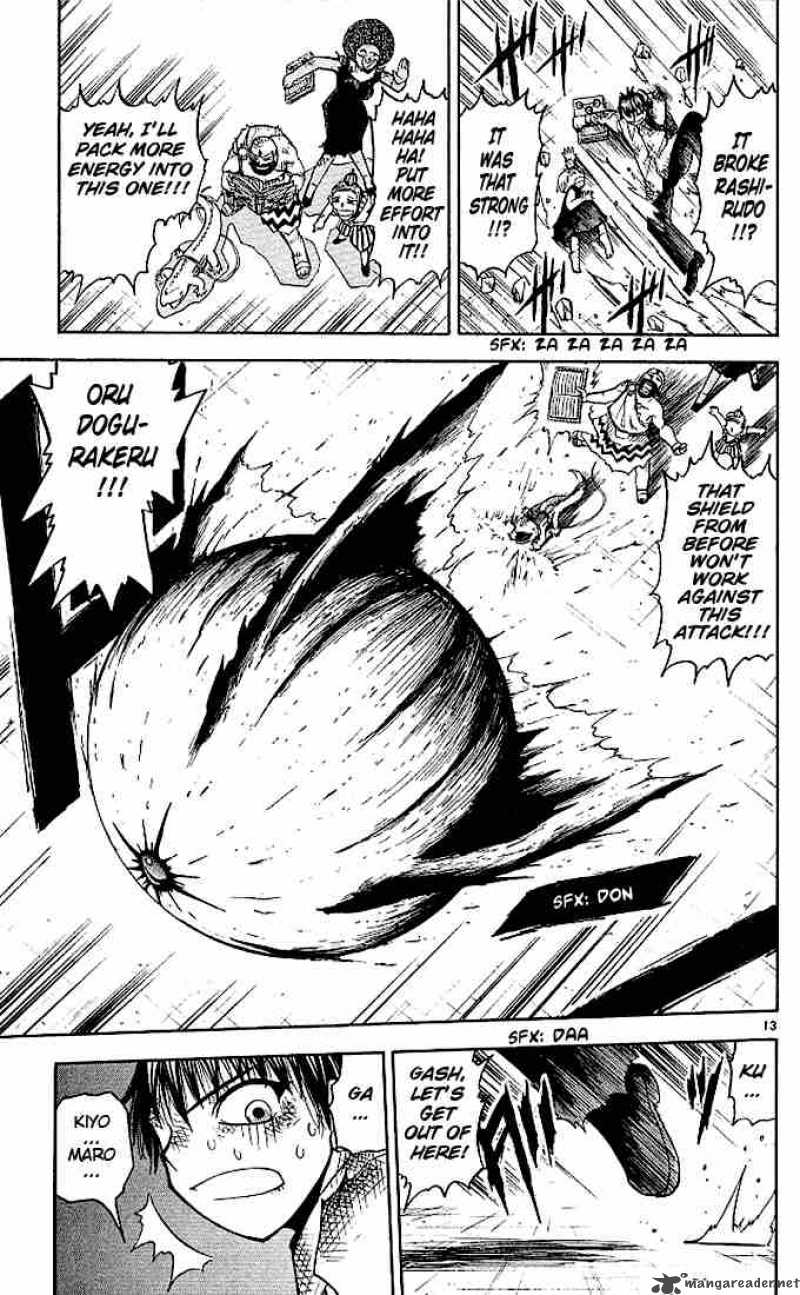 IT BROKE
RASHI-
RUDO
!!?
IT
WAS
THAT
STRONG
!!?
SFX: ZA ZA ZA ZA ZA
HAHA
HAHA
HA!
PUT
MORE
EFFORT
INTO
IT!!
YEAH, I'LL
PACK MORE
ENERGY INTO
THIS ONE!!!
THAT
SHIELD
FROM
BEFORE
WON'T
WORK
AGAINST
THIS
ATTACK!!!
ORU
DOGU-
RAKERU
!!!
SFX: DON
13
SFX: DAA
KU
...
GASH,
LET'S
GET
OUT OF
HERE!
GA
...
KIYO
...
MARO
mangareader.net